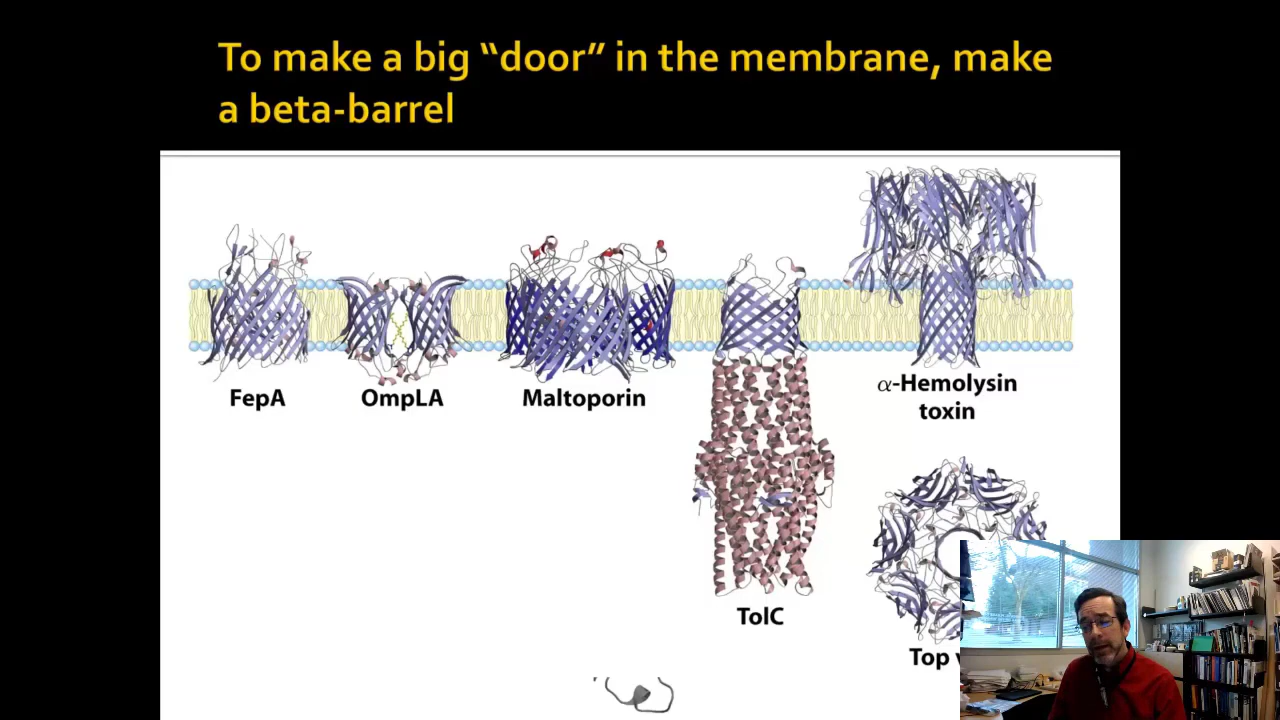 To make a big “door” in the membrane, make
a beta-barrel
FepA
OmpLA
Maltoporin
α-Hemolysin
toxin
TolC
Top